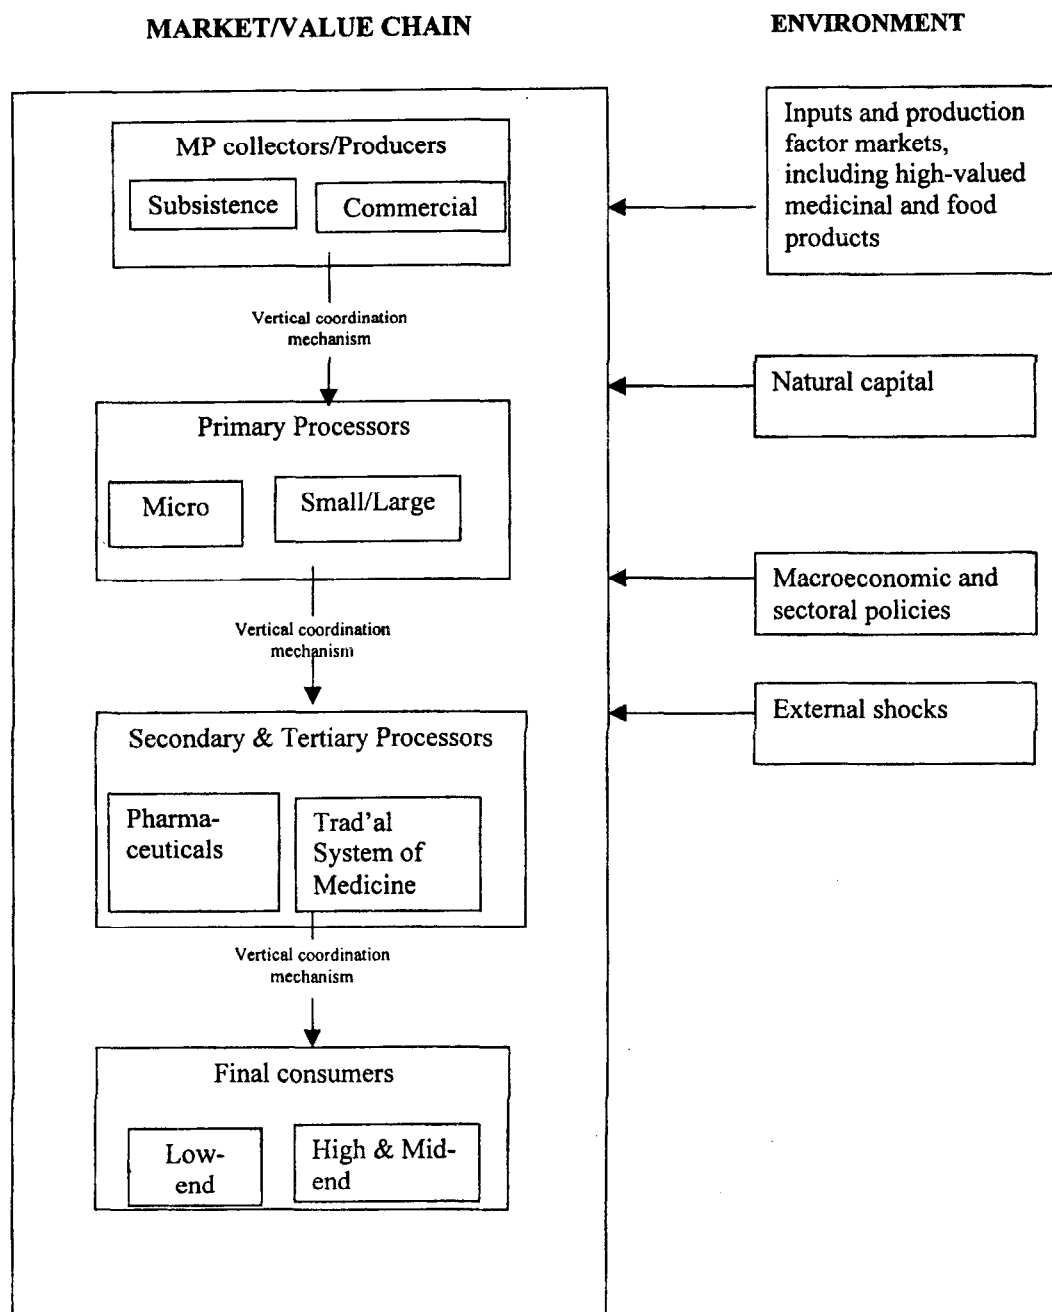 MARKET/VALUE CHAIN
ENVIRONMENT
MP collectors/Producers
Subsistence
Commercial
Vertical coordination
mechanism
Primary Processors
Micro
Small/Large
Vertical coordination
mechanism
Secondary & Tertiary Processors
Pharma-
ceuticals
Trad'al
System of
Medicine
Vertical coordination
mechanism
Final consumers
Low-
end
High & Mid-
end
Inputs and production
factor markets,
including high-valued
medicinal and food
products
Natural capital
Macroeconomic and
sectoral policies
External shocks